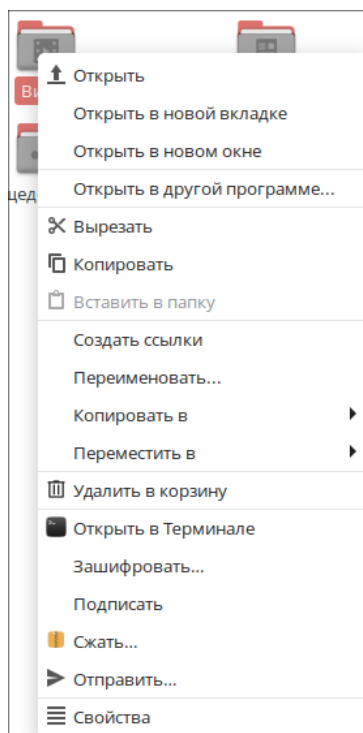 Открыть
Открыть в новой вкладке
Открыть в новом окне
Открыть в другой программе...
Вырезать
Копировать
Вставить в папку
Создать ссылки
Переименовать...
Копировать в
Переместить в
Удалить в корзину
Открыть в Терминале
Зашифровать...
Подписать
Сжать...
Отправить...
Свойства